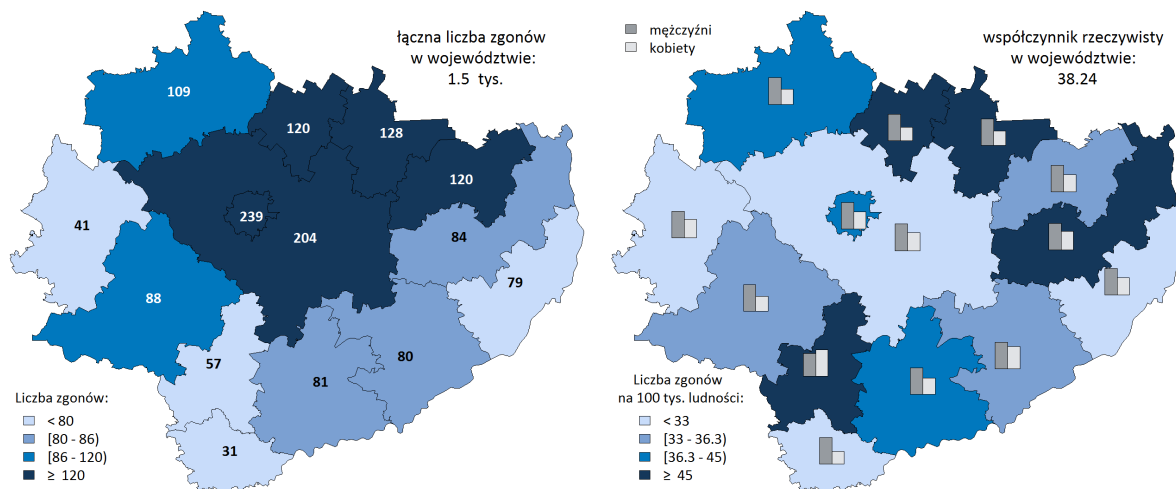 łączna liczba zgonów
w województwie:
1.5 tys.
109
120
128
120
41
239
204
84
79
88
57
80
81
31
Liczba zgonów:
< 80
[80 - 86)
[86 - 120)
≥ 120
mężczyźni
kobiety
współczynnik rzeczywisty
w województwie:
38.24
Liczba zgonów
na 100 tys. ludności:
< 33
[33 - 36.3)
[36.3 - 45)
≥ 45